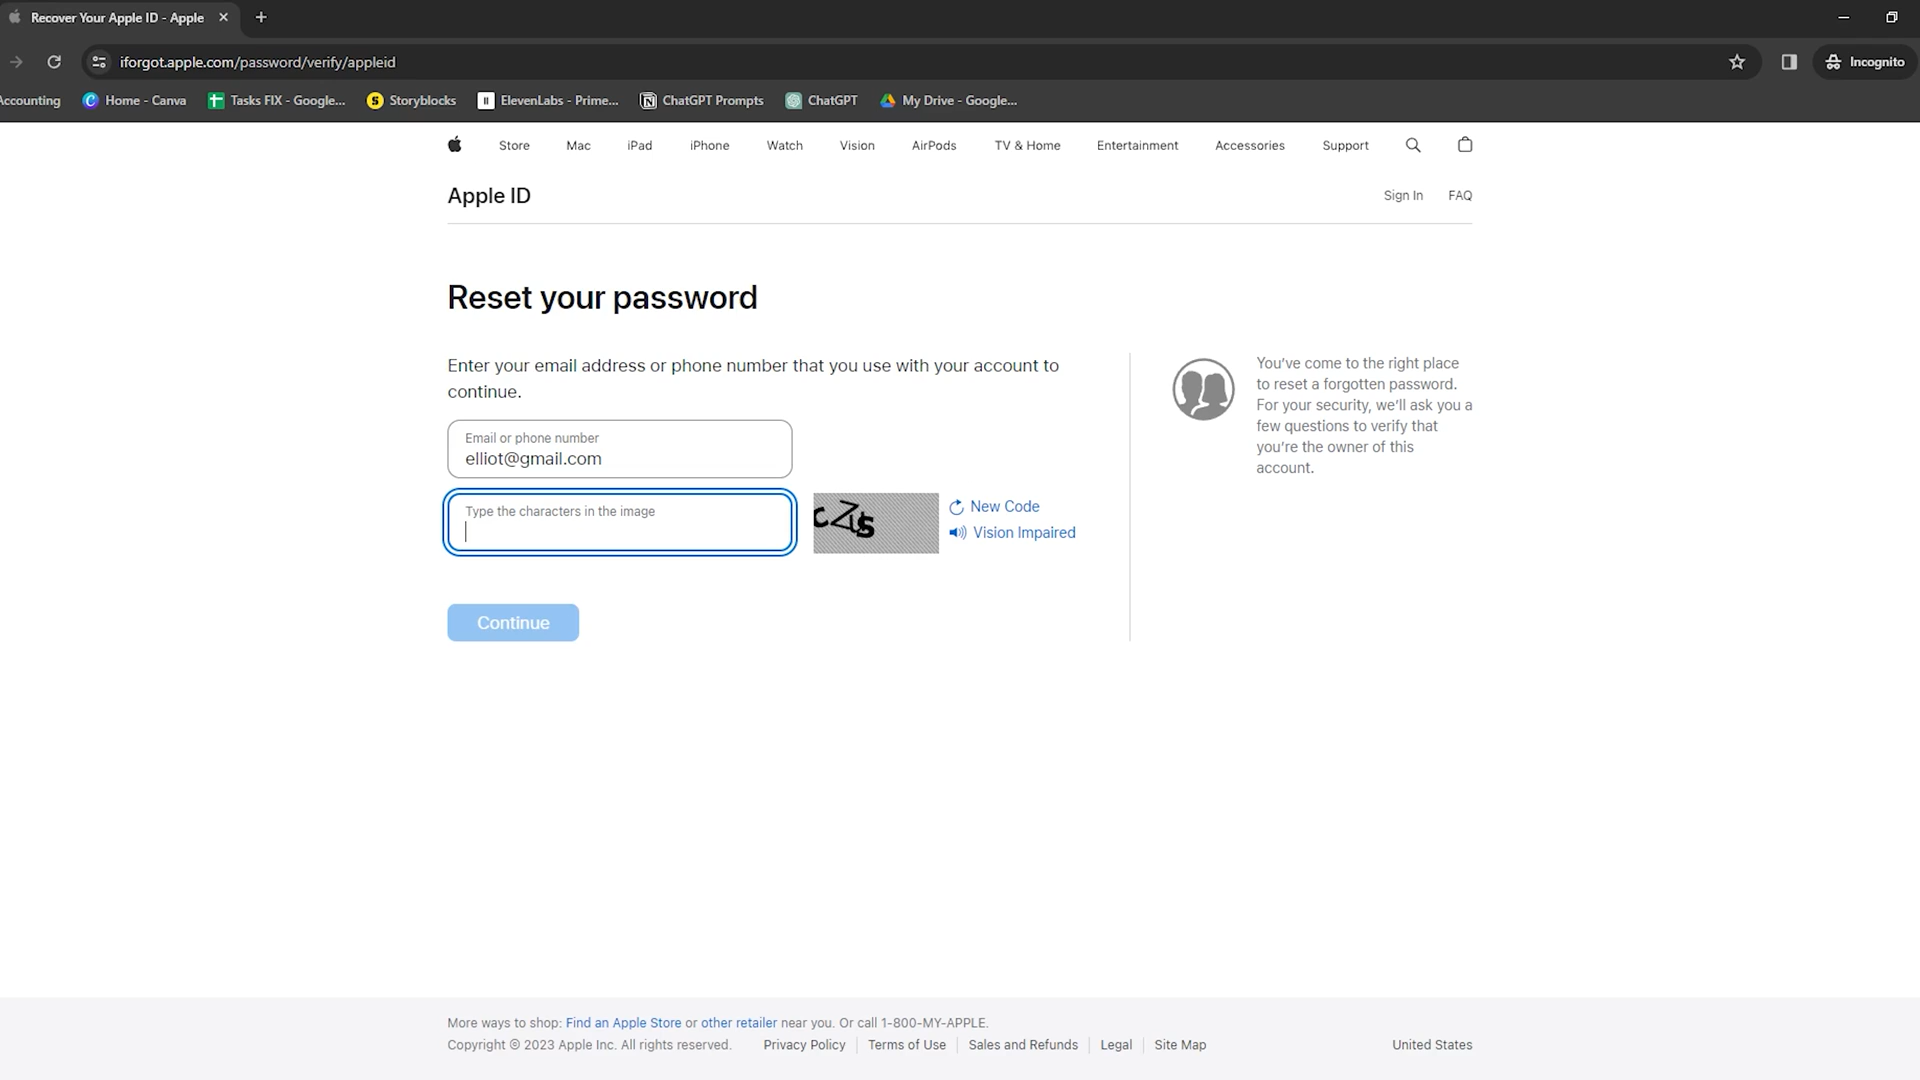 Recover Your Apple ID - Apple
iforgot.apple.com/password/verify/appleid
Incognito
Accounting Home - Canva Tasks FIX - Google... Storyblocks ElevenLabs - Prime... ChatGPT Prompts ChatGPT My Drive - Google...
Store Mac iPad iPhone Watch Vision AirPods TV & Home Entertainment Accessories Support
Apple ID
Sign In FAQ
Reset your password
Enter your email address or phone number that you use with your account to
continue.
Email or phone number
elliot@gmail.com
Type the characters in the image
New Code
Vision Impaired
Continue
You've come to the right place
to reset a forgotten password.
For your security, we'll ask you a
few questions to verify that
you're the owner of this
account.
More ways to shop: Find an Apple Store or other retailer near you. Or call 1-800-MY-APPLE.
Copyright © 2023 Apple Inc. All rights reserved. Privacy Policy Terms of Use Sales and Refunds Legal Site Map United States